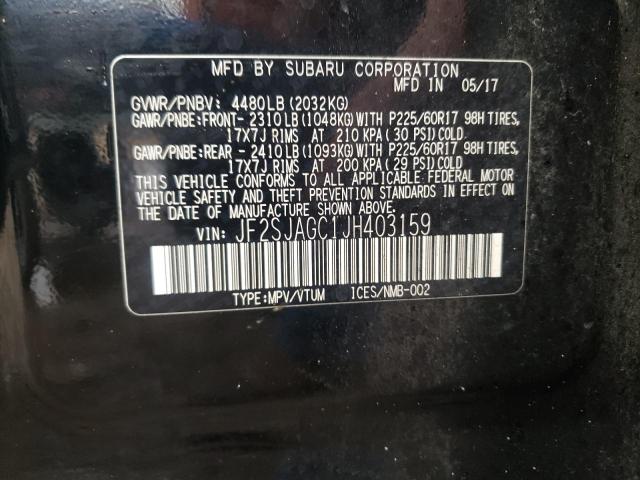 MFD BY SUBARU CORPORATION
MFD IN 05/17
GVWR/PNBV: 4480LB (2032KG)
GAWR/PNBE:FRONT- 2310LB (1048KG) WITH P225/60R17 98H TIRES,
17X7J RIMS AT 210 KPA (30 PSI) COLD
GAWR/PNBE:REAR - 2410LB (1093KG) WITH P225/60R17 98H TIRES,
17X7J RIMS AT 200 KPA (29 PSI) COLD
THIS VEHICLE CONFORMS TO ALL APPLICABLE FEDERAL MOTOR
VEHICLE SAFETY AND THEFT PREVENTION STANDARDS IN EFFECT ON
THE DATE OF MANUFACTURE SHOWN ABOVE.
VIN: JF2SJAGC1JH403159
TYPE:MPV/VTUM ICES/NMB-002